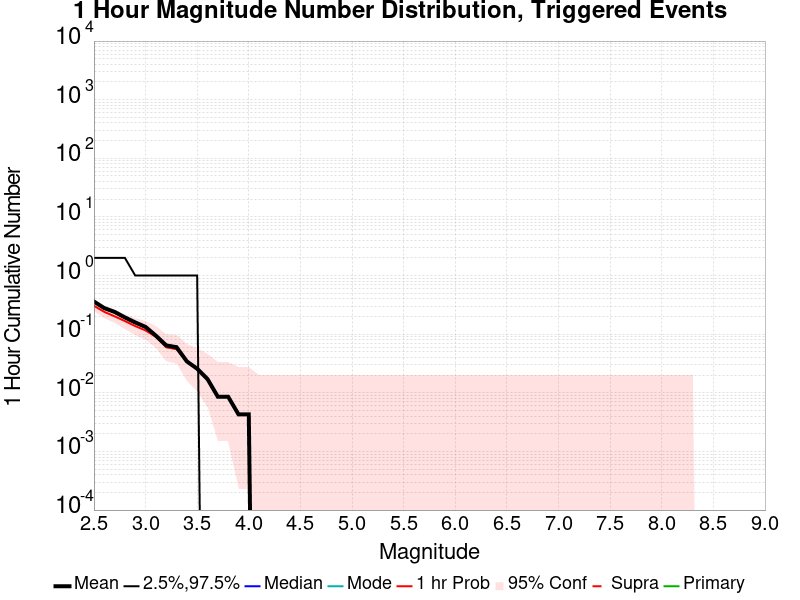 1 Hour Magnitude Number Distribution, Triggered Events
10^4
10^3
10^2
10^1
10^0
10^-1
10^-2
10^-3
10^-4
1 Hour Cumulative Number
2.5 3.0 3.5 4.0 4.5 5.0 5.5 6.0 6.5 7.0 7.5 8.0 8.5 9.0
Magnitude
Mean 2.5%,97.5% Median Mode 1 hr Prob 95% Conf Supra Primary